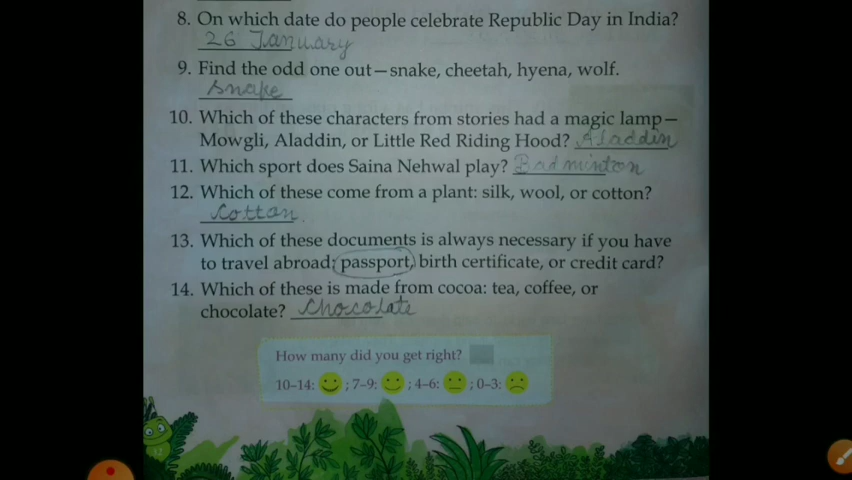 8. On which date do people celebrate Republic Day in India?
26 January
9. Find the odd one out—snake, cheetah, hyena, wolf.
snake
10. Which of these characters from stories had a magic lamp—
Mowgli, Aladdin, or Little Red Riding Hood? Aladdin
11. Which sport does Saina Nehwal play? Badminton
12. Which of these come from a plant: silk, wool, or cotton?
Cottan
13. Which of these documents is always necessary if you have
to travel abroad: passport, birth certificate, or credit card?
14. Which of these is made from cocoa: tea, coffee, or
chocolate? Chocolate
How many did you get right?
10–14: ; 7–9: ; 4–6: ; 0–3:
12